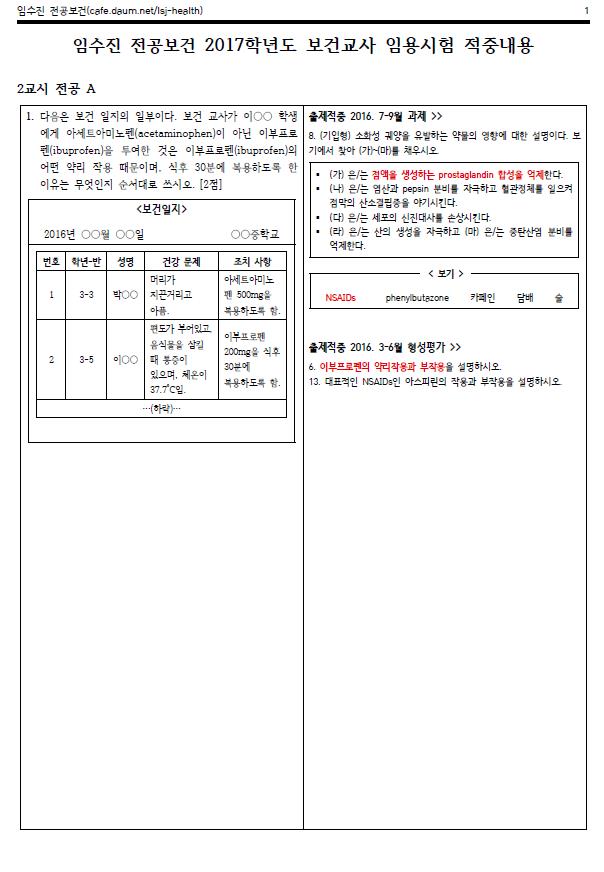 임수진 전공보건(cafe.daum.net/lsj-health)
1
임수진 전공보건 2017학년도 보건교사 임용시험 적중내용
2교시 전공 A
1. 다음은 보건 일지의 일부이다. 보건 교사가 이○○ 학생
에게 아세트아미노펜(acetaminophen)이 아닌 이부프로
펜(ibuprofen)을 투여한 것은 이부프로펜(ibuprofen)의
어떤 약리 작용 때문이며, 식후 30분에 복용하도록 한
이유는 무엇인지 순서대로 쓰시오. [2점]
<보건일지>
2016년 ○○월 ○○일 ○○중학교
번호 학년-반 성명 건강 문제 조치 사항
1 3-3 박○○
머리가
지끈거리고
아픔.
아세트아미노
펜 500mg을
복용하도록 함.
2 3-5 이○○
편도가 부어있고,
음식물을 삼킬
때 통증이
있으며, 체온이
37.7℃임.
이부프로펜
200mg을 식후
30분에
복용하도록 함.
…(하략)…
출제적중 2016. 7-9월 과제 >>
8. (기입형) 소화성 궤양을 유발하는 약물의 영향에 대한 설명이다. 보
기에서 찾아 (가)~(마)를 채우시오.
▪ (가) 은/는 점액을 생성하는 prostaglandin 합성을 억제한다.
▪ (나) 은/는 염산과 pepsin 분비를 자극하고 혈관정체를 일으켜
점막의 산소결핍증을 야기시킨다.
▪ (다) 은/는 세포의 신진대사를 손상시킨다.
▪ (라) 은/는 산의 생성을 자극하고 (마) 은/는 중탄산염 분비를
억제한다.
< 보기 >
NSAIDs phenylbutazone 카페인 담배 술
출제적중 2016. 3-6월 형성평가 >>
6. 이부프로펜의 약리작용과 부작용을 설명하시오.
13. 대표적인 NSAIDs인 아스피린의 작용과 부작용을 설명하시오.